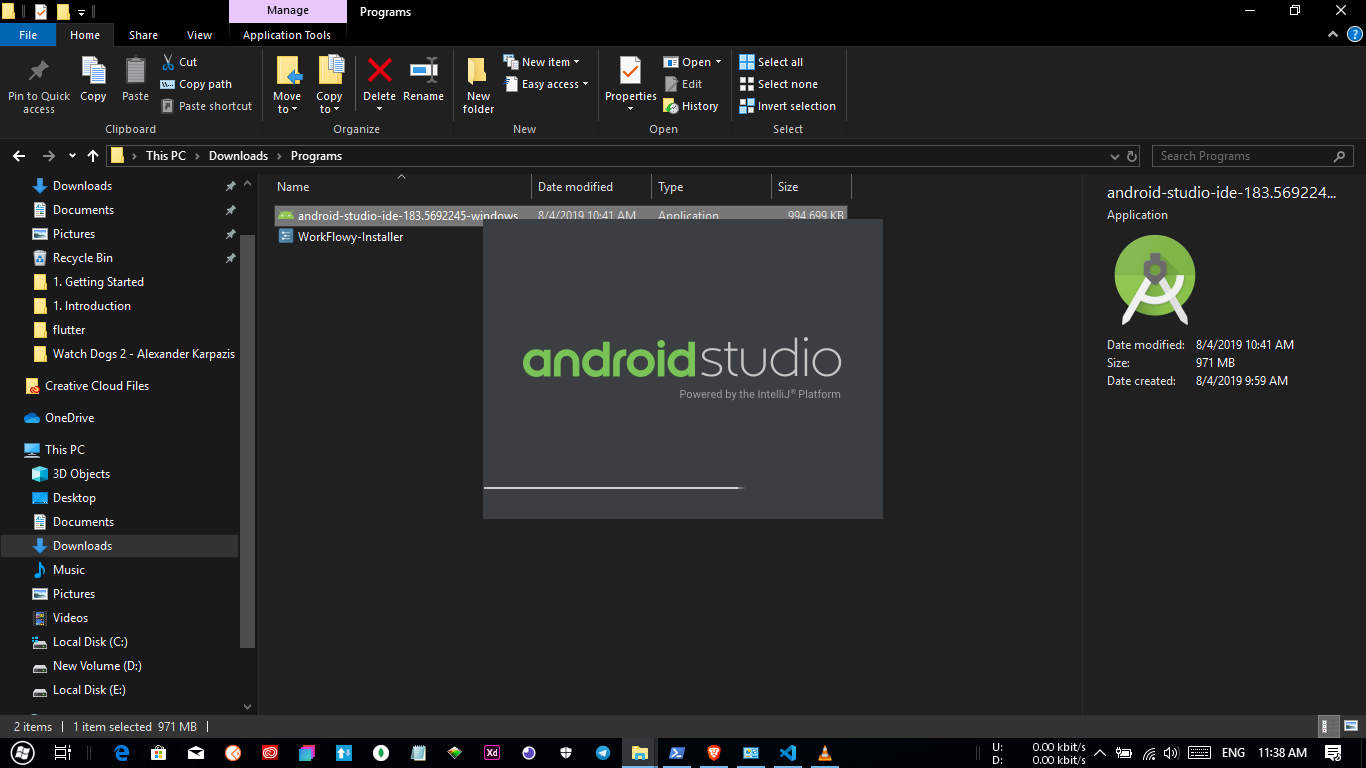 Manage
Programs
File
Home
Share
View
Application Tools
Pin to Quick access
Copy
Paste
Cut
Copy path
Paste shortcut
Clipboard
Move to
Copy to
Delete
Rename
Organize
New folder
New item
Easy access
New
Properties
Open
Edit
History
Open
Select all
Select none
Invert selection
Select
This PC > Downloads > Programs
Search Programs
Downloads
Documents
Pictures
Recycle Bin
1. Getting Started
1. Introduction
flutter
Watch Dogs 2 - Alexander Karpazis
Creative Cloud Files
OneDrive
This PC
3D Objects
Desktop
Documents
Downloads
Music
Pictures
Videos
Local Disk (C:)
New Volume (D:)
Local Disk (E:)
Name Date modified Type Size
android-studio-ide-183.5692245-windows 8/4/2019 10:41 AM Application 994,699 KB
WorkFlowy-Installer
androidstudio
Powered by the IntelliJ® Platform
android-studio-ide-183.569224...
Application
Date modified: 8/4/2019 10:41 AM
Size: 971 MB
Date created: 8/4/2019 9:59 AM
2 items 1 item selected 971 MB
Xd
U: 0.00 kbit/s
D: 0.00 kbit/s
ENG
11:38 AM